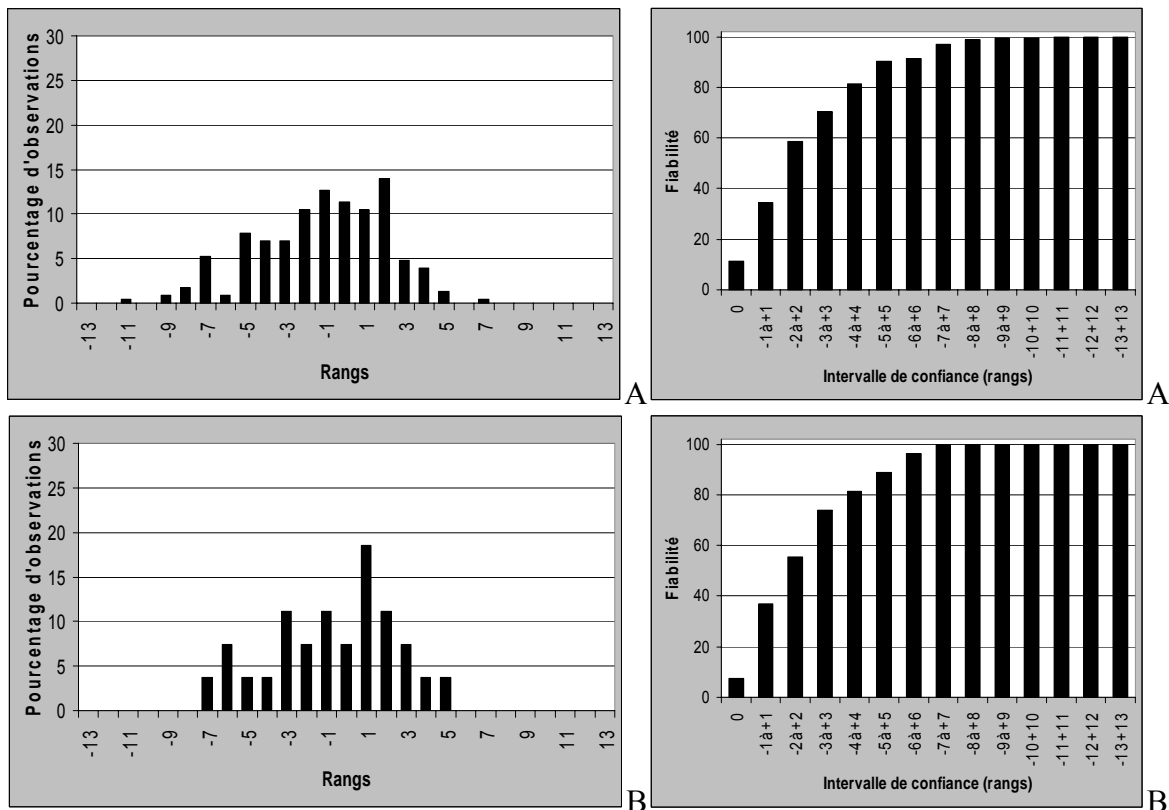 Pourcentage d'observations
30
25
20
15
10
5
0
-13
-11
-9
-7
-5
-3
-1
1
3
5
7
9
11
13
Rangs
A
Fiabilité
100
80
60
40
20
0
0
-1à+1
-2à+2
-3à+3
-4à+4
-5à+5
-6à+6
-7à+7
-8à+8
-9à+9
-10+10
-11+11
-12+12
-13+13
Intervalle de confiance (rangs)
A
Pourcentage d'observations
30
25
20
15
10
5
0
-13
-11
-9
-7
-5
-3
-1
1
3
5
7
9
11
13
Rangs
B
Fiabilité
100
80
60
40
20
0
0
-1à+1
-2à+2
-3à+3
-4à+4
-5à+5
-6à+6
-7à+7
-8à+8
-9à+9
-10+10
-11+11
-12+12
-13+13
Intervalle de confiance (rangs)
B